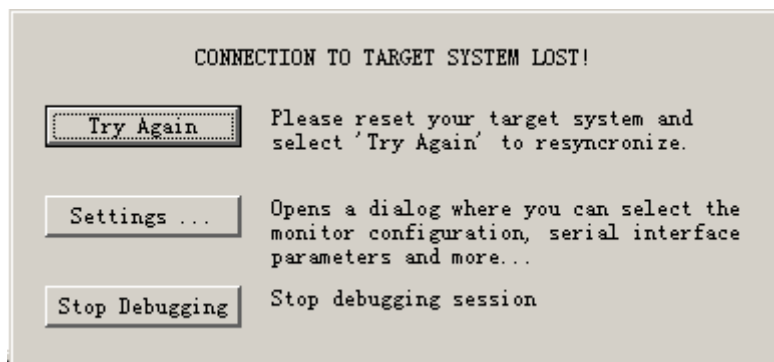 CONNECTION TO TARGET SYSTEM LOST!
Try Again
Please reset your target system and
select 'Try Again' to resyncronize.
Settings ...
Opens a dialog where you can select the
monitor configuration, serial interface
parameters and more...
Stop Debugging
Stop debugging session